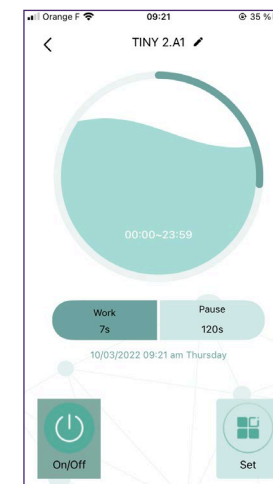 Orange F 09:21 35 %
TINY 2.A1
00:00~23:59
Work Pause
7s 120s
10/03/2022 09:21 am Thursday
On/Off Set